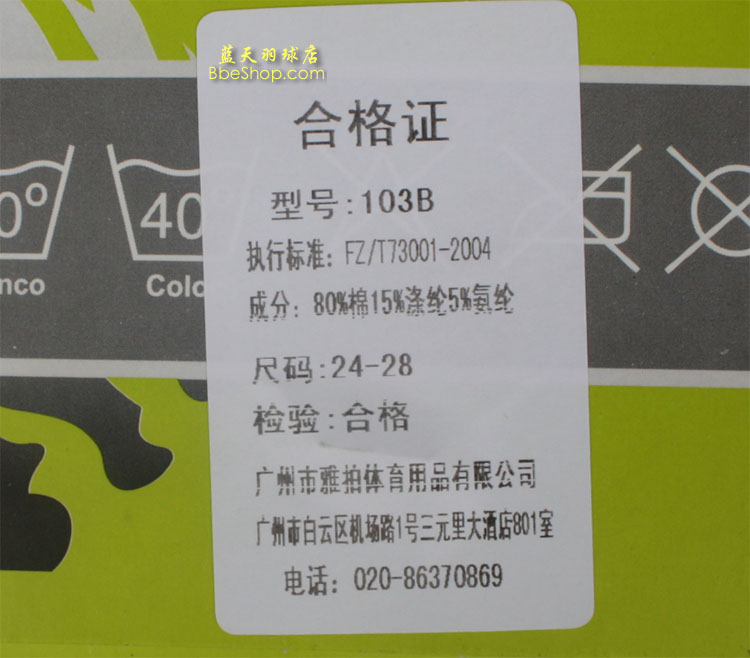 蓝天羽球店
BbeShop.com
合格证
型号:103B
执行标准: FZ/T73001-2004
成分: 80%棉15%涤纶5%氨纶
尺码:24-28
检验:合格
广州市雅拍体育用品有限公司
广州市白云区机场路1号三元里大酒店801室
电话: 020-86370869
0°
40
nco
Colo